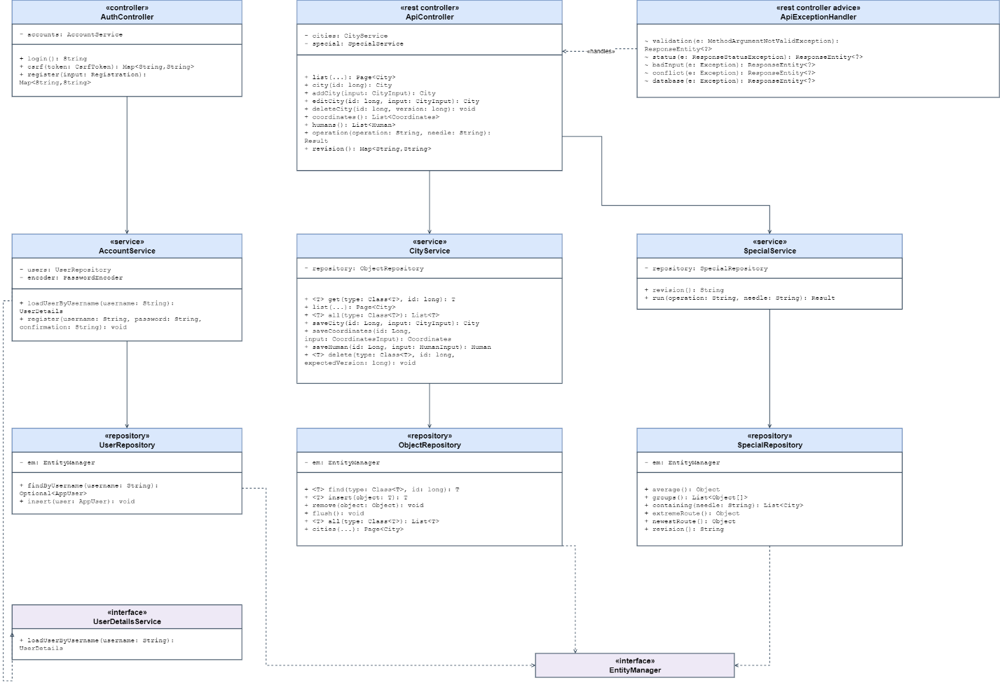 «controller»
AuthController
- accounts: AccountService
+ login(): String
+ csrf(token: CsrfToken): Map<String,String>
+ register(input: Registration):
Map<String,String>
«rest controller»
ApiController
- cities: CityService
- special: SpecialService
+ list(...): Page<City>
+ city(id: long): City
+ addCity(input: CityInput): City
+ editCity(id: long, input: CityInput): City
+ deleteCity(id: long, version: long): void
+ coordinates(): List<Coordinates>
+ humans(): List<Human>
+ operation(operation: String, needle: String):
Result
+ revision(): Map<String,String>
«handles»
«rest controller advice»
ApiExceptionHandler
~ validation(e: MethodArgumentNotValidException):
ResponseEntity<?>
~ status(e: ResponseStatusException): ResponseEntity<?>
~ badInput(e: Exception): ResponseEntity<?>
~ conflict(e: Exception): ResponseEntity<?>
~ database(e: Exception): ResponseEntity<?>
«service»
AccountService
- users: UserRepository
- encoder: PasswordEncoder
+ loadUserByUsername(username: String):
UserDetails
+ register(username: String, password: String,
confirmation: String): void
«service»
CityService
- repository: ObjectRepository
+ <T> get(type: Class<T>, id: long): T
+ list(...): Page<City>
+ <T> all(type: Class<T>): List<T>
+ saveCity(id: Long, input: CityInput): City
+ saveCoordinates(id: Long,
input: CoordinatesInput): Coordinates
+ saveHuman(id: Long, input: HumanInput): Human
+ <T> delete(type: Class<T>, id: long,
expectedVersion: long): void
«service»
SpecialService
- repository: SpecialRepository
+ revision(): String
+ run(operation: String, needle: String): Result
«repository»
UserRepository
- em: EntityManager
+ findByUsername(username: String):
Optional<AppUser>
+ insert(user: AppUser): void
«repository»
ObjectRepository
- em: EntityManager
+ <T> find(type: Class<T>, id: long): T
+ <T> insert(object: T): T
+ remove(object: Object): void
+ flush(): void
+ <T> all(type: Class<T>): List<T>
+ cities(...): Page<City>
«repository»
SpecialRepository
- em: EntityManager
+ average(): Object
+ groups(): List<Object[]>
+ containing(needle: String): List<City>
+ extremeRoute(): Object
+ newestRoute(): Object
+ revision(): String
«interface»
UserDetailsService
+ loadUserByUsername(username: String):
UserDetails
«interface»
EntityManager